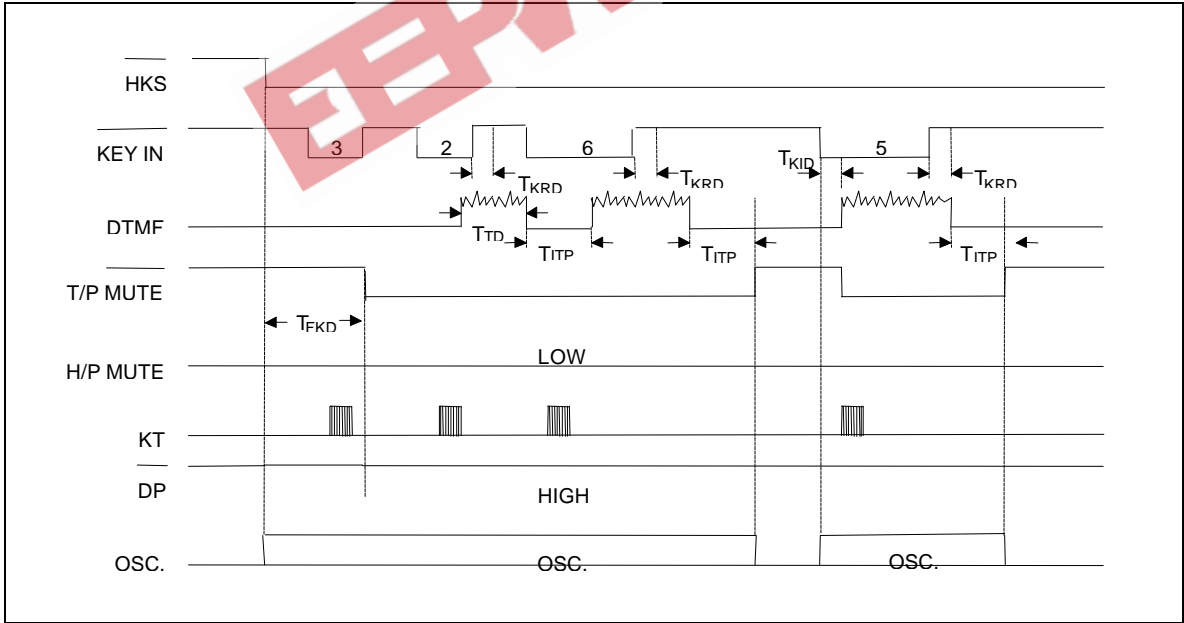 HKS
KEY IN 3 2 6 5
TKID
TKRD TKRD TKRD
DTMF
TTD
TITP TITP TITP
T/P MUTE
TFKD
LOW
H/P MUTE
KT
DP
HIGH
OSC. OSC. OSC.